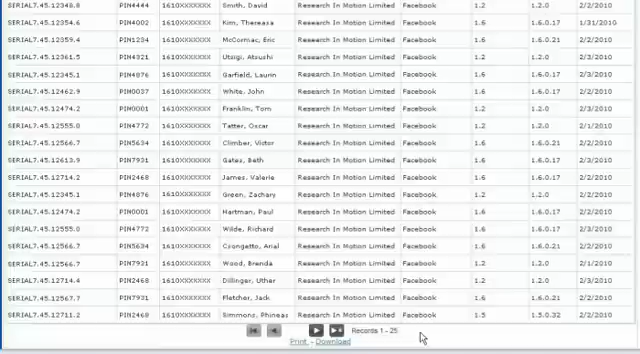 SERIAL7.45.12348.8 PIN4444 1610XXXXXXX Smith, David Research In Motion Limited Facebook 1.2 1.2.0 2/2/2010
SERIAL7.45.12354.6 PIN4002 1610XXXXXXX Kim, Thereasa Research In Motion Limited Facebook 1.6 1.6.0.17 1/31/2010
SERIAL7.45.12359.4 PIN1234 1610XXXXXXX McCormac, Eric Research In Motion Limited Facebook 1.6 1.6.0.21 2/2/2010
SERIAL7.45.12361.5 PIN4321 1610XXXXXXX Utsugi, Atsushi Research In Motion Limited Facebook 1.2 1.2.0 2/3/2010
SERIAL7.45.12345.1 PIN4876 1610XXXXXXX Garfield, Laurin Research In Motion Limited Facebook 1.6 1.6.0.17 2/3/2010
SERIAL7.45.12462.9 PIN0037 1610XXXXXXX White, John Research In Motion Limited Facebook 1.6 1.6.0.17 2/2/2010
SERIAL7.45.12474.2 PIN0001 1610XXXXXXX Franklin, Tom Research In Motion Limited Facebook 1.2 1.2.0 2/3/2010
SERIAL7.45.12555.0 PIN4772 1610XXXXXXX Tatter, Oscar Research In Motion Limited Facebook 1.2 1.2.0 2/1/2010
SERIAL7.45.12566.7 PIN5634 1610XXXXXXX Climber, Victor Research In Motion Limited Facebook 1.6 1.6.0.21 2/2/2010
SERIAL7.45.12613.9 PIN7931 1610XXXXXXX Gates, Beth Research In Motion Limited Facebook 1.6 1.6.0.17 2/3/2010
SERIAL7.45.12714.2 PIN2468 1610XXXXXXX James, Valerie Research In Motion Limited Facebook 1.6 1.6.0.17 2/2/2010
SERIAL7.45.12345.1 PIN4876 1610XXXXXXX Green, Zachary Research In Motion Limited Facebook 1.2 1.2.0 2/2/2010
SERIAL7.45.12474.2 PIN0001 1610XXXXXXX Hartman, Paul Research In Motion Limited Facebook 1.6 1.6.0.17 2/2/2010
SERIAL7.45.12555.0 PIN4772 1610XXXXXXX Wilde, Richard Research In Motion Limited Facebook 1.6 1.6.0.17 2/2/2010
SERIAL7.45.12566.7 PIN5634 1610XXXXXXX Research In Motion Limited Facebook 1.6 1.6.0.21 2/2/2010
SERIAL7.45.12566.7 PIN7931 1610XXXXXXX Wood, Brenda Research In Motion Limited Facebook 1.2 1.2.0 2/1/2010
SERIAL7.45.12714.4 PIN2468 1610XXXXXXX Dillinger, Uther Research In Motion Limited Facebook 1.2 1.2.0 2/3/2010
SERIAL7.45.12567.7 PIN7931 1610XXXXXXX Fletcher, Jack Research In Motion Limited Facebook 1.6 1.6.0.21 2/2/2010
SERIAL7.45.12711.2 PIN2468 1610XXXXXXX Simmons, Phineas Research In Motion Limited Facebook 1.5 1.5.0.32 2/2/2010
Records 1 - 25
Print - Download